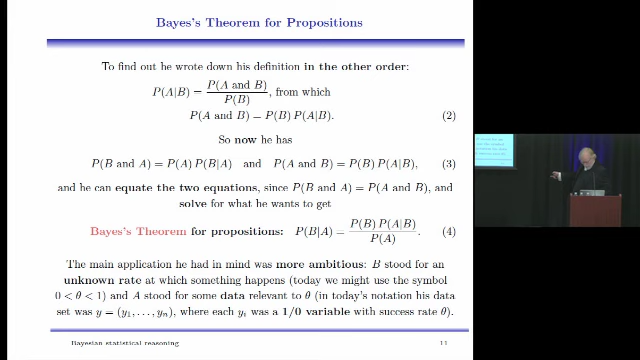 Bayes's Theorem for Propositions
To find out he wrote down his definition in the other order:
P(A|B) = P(A and B) / P(B), from which
P(A and B) = P(B) P(A|B). (2)
So now he has
P(B and A) = P(A) P(B|A) and P(A and B) = P(B) P(A|B), (3)
and he can equate the two equations, since P(B and A) = P(A and B), and
solve for what he wants to get
Bayes's Theorem for propositions: P(B|A) = P(B) P(A|B) / P(A). (4)
The main application he had in mind was more ambitious: B stood for an
unknown rate at which something happens (today we might use the symbol
0 < θ < 1) and A stood for some data relevant to θ (in today's notation his data
set was y = (y₁, . . . , yₙ), where each yᵢ was a 1/0 variable with success rate θ).
Bayesian statistical reasoning 11